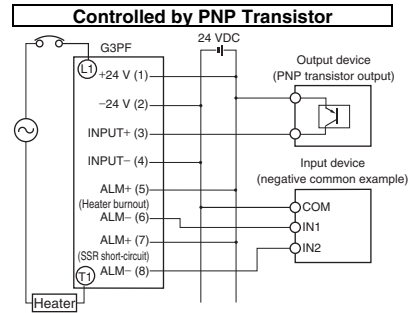 Controlled by PNP Transistor
24 VDC
G3PF
L1
+24 V (1)
−24 V (2)
INPUT+ (3)
INPUT− (4)
ALM+ (5)
(Heater burnout)
ALM− (6)
ALM+ (7)
(SSR short-circuit)
ALM− (8)
T1
Heater
Output device
(PNP transistor output)
Input device
(negative common example)
COM
IN1
IN2